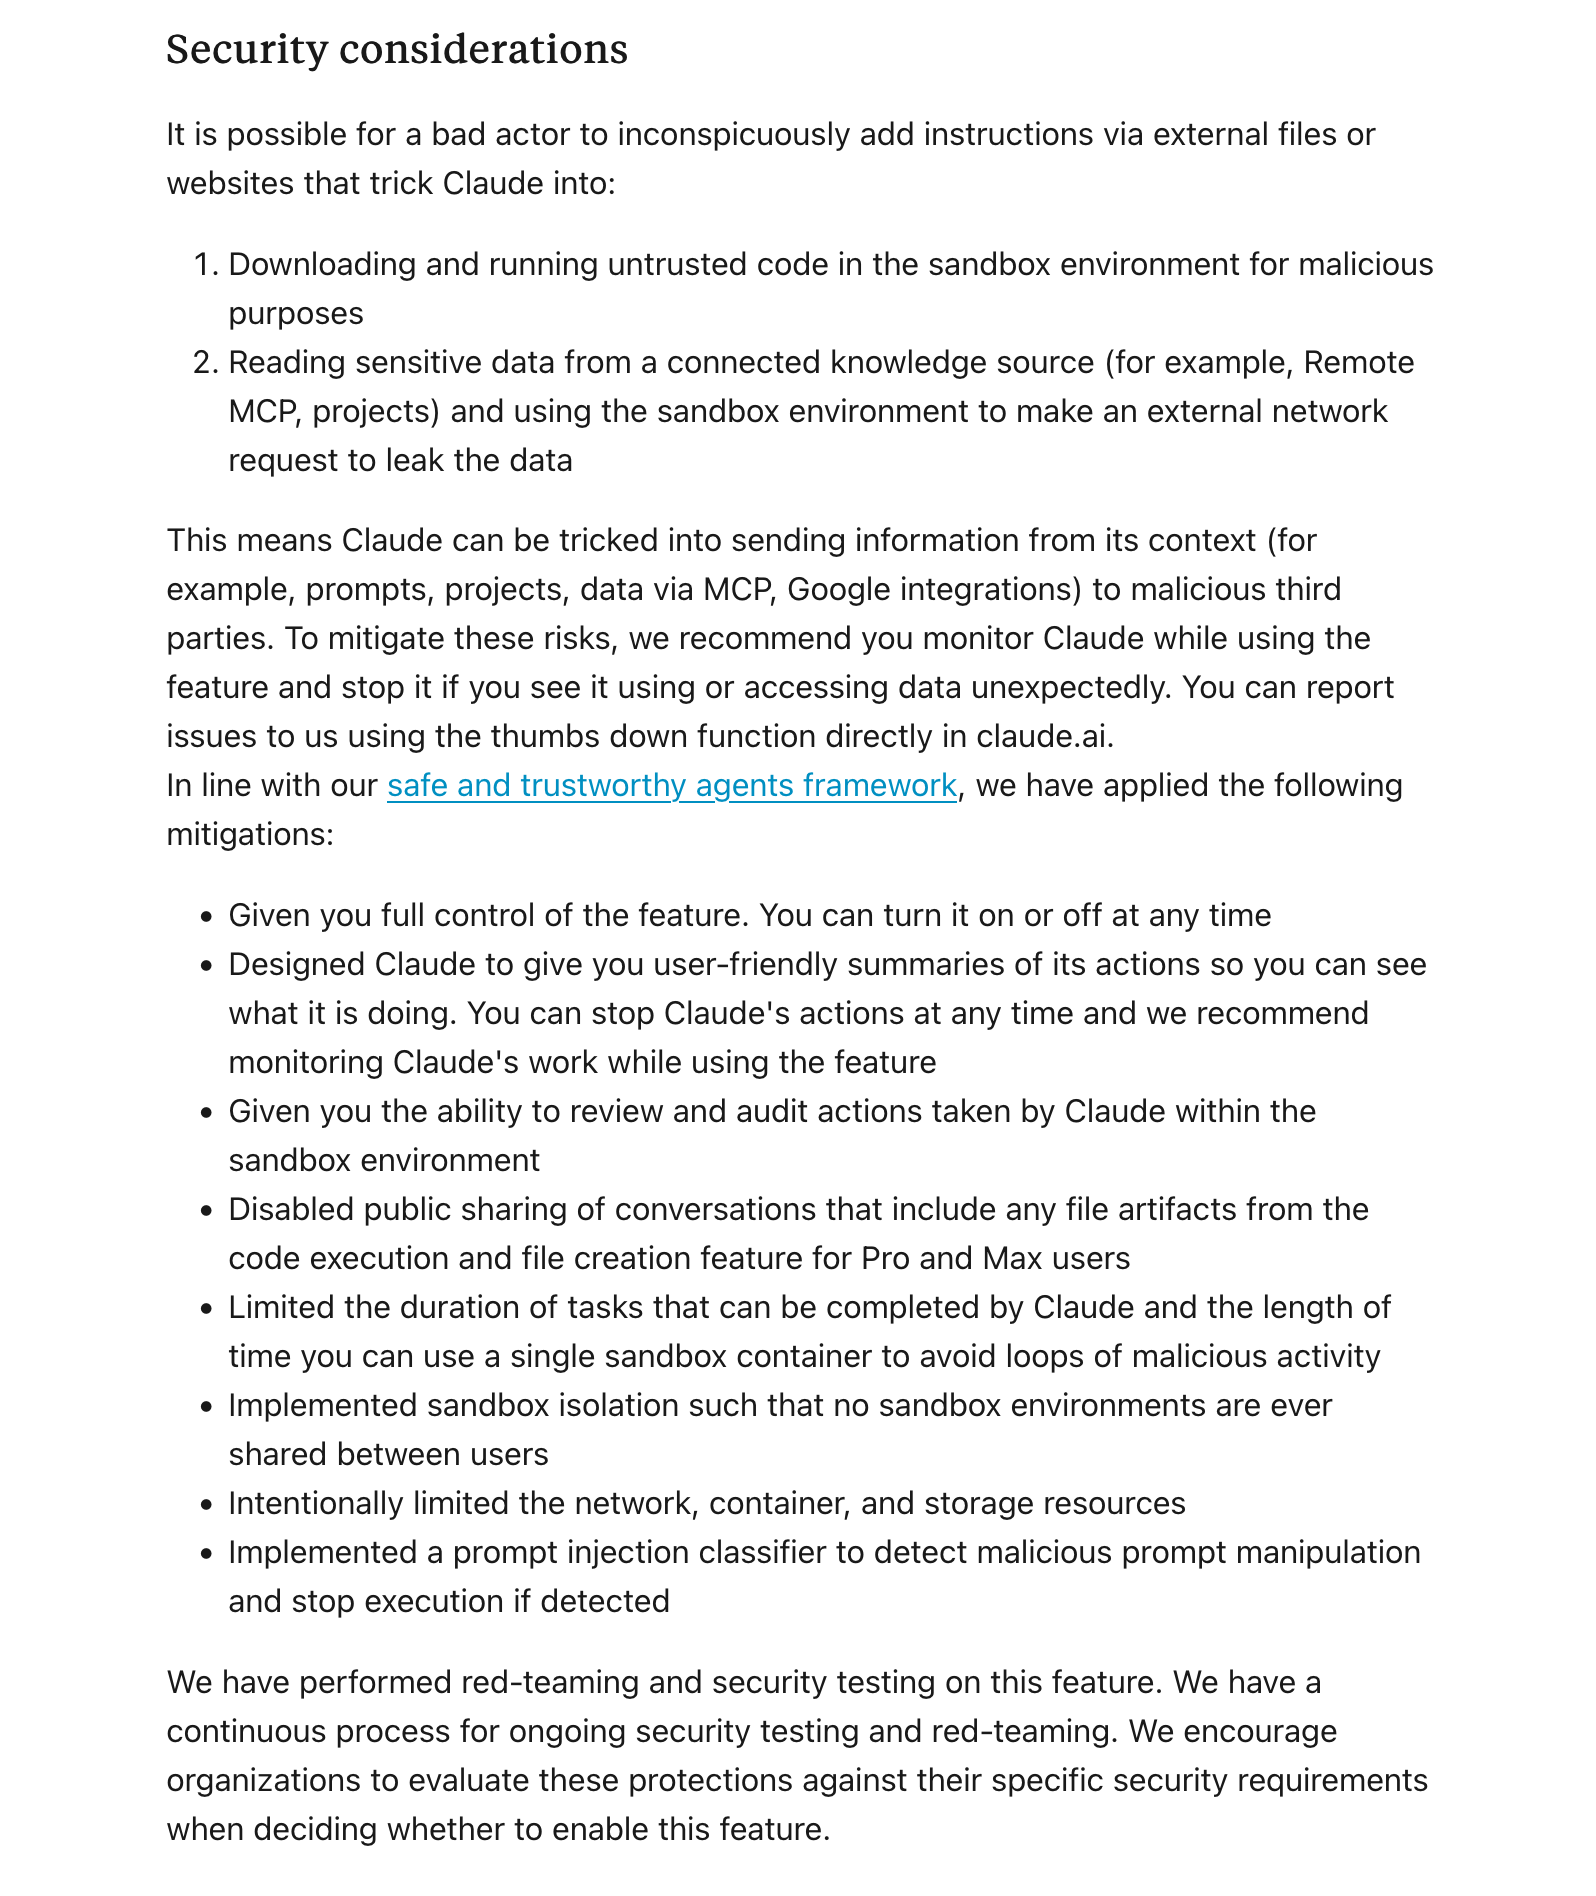 Security considerations
It is possible for a bad actor to inconspicuously add instructions via external files or
websites that trick Claude into:
1. Downloading and running untrusted code in the sandbox environment for malicious
purposes
2. Reading sensitive data from a connected knowledge source (for example, Remote
MCP, projects) and using the sandbox environment to make an external network
request to leak the data
This means Claude can be tricked into sending information from its context (for
example, prompts, projects, data via MCP, Google integrations) to malicious third
parties. To mitigate these risks, we recommend you monitor Claude while using the
feature and stop it if you see it using or accessing data unexpectedly. You can report
issues to us using the thumbs down function directly in claude.ai.
In line with our safe and trustworthy agents framework, we have applied the following
mitigations:
• Given you full control of the feature. You can turn it on or off at any time
• Designed Claude to give you user-friendly summaries of its actions so you can see
what it is doing. You can stop Claude's actions at any time and we recommend
monitoring Claude's work while using the feature
• Given you the ability to review and audit actions taken by Claude within the
sandbox environment
• Disabled public sharing of conversations that include any file artifacts from the
code execution and file creation feature for Pro and Max users
• Limited the duration of tasks that can be completed by Claude and the length of
time you can use a single sandbox container to avoid loops of malicious activity
• Implemented sandbox isolation such that no sandbox environments are ever
shared between users
• Intentionally limited the network, container, and storage resources
• Implemented a prompt injection classifier to detect malicious prompt manipulation
and stop execution if detected
We have performed red-teaming and security testing on this feature. We have a
continuous process for ongoing security testing and red-teaming. We encourage
organizations to evaluate these protections against their specific security requirements
when deciding whether to enable this feature.